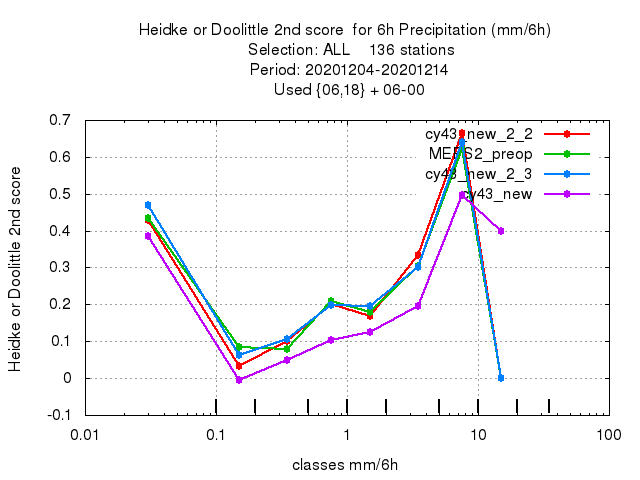 Heidke or Doolittle 2nd score  for 6h Precipitation (mm/6h)
Selection: ALL    136 stations
Period: 20201204-20201214
Used {06,18} + 06-00
Heidke or Doolittle 2nd score
0.7
0.6
0.5
0.4
0.3
0.2
0.1
0
-0.1
cy43_new_2_2
MEPS2_preop
cy43_new_2_3
cy43_new
0.01 0.1 1 10 100
classes mm/6h